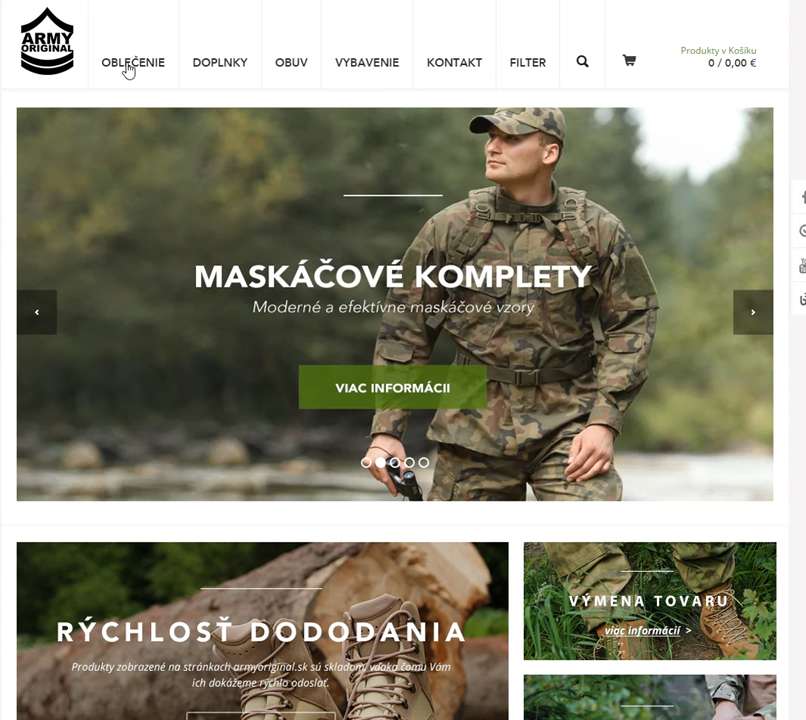 ARMY
ORIGINAL
OBLEČENIE
DOPLNKY
OBUV
VYBAVENIE
KONTAKT
FILTER
Produkty v Košíku
0 / 0,00 €
MASKÁČOVÉ KOMPLETY
Moderné a efektívne maskáčové vzory
VIAC INFORMÁCII
RÝCHLOSŤ DODODANIA
Produkty zobrazené na stránkach armyoriginal.sk sú skladom, vďaka čomu Vám
ich dokážeme rýchlo odoslať.
VÝMENA TOVARU
viac informácií >